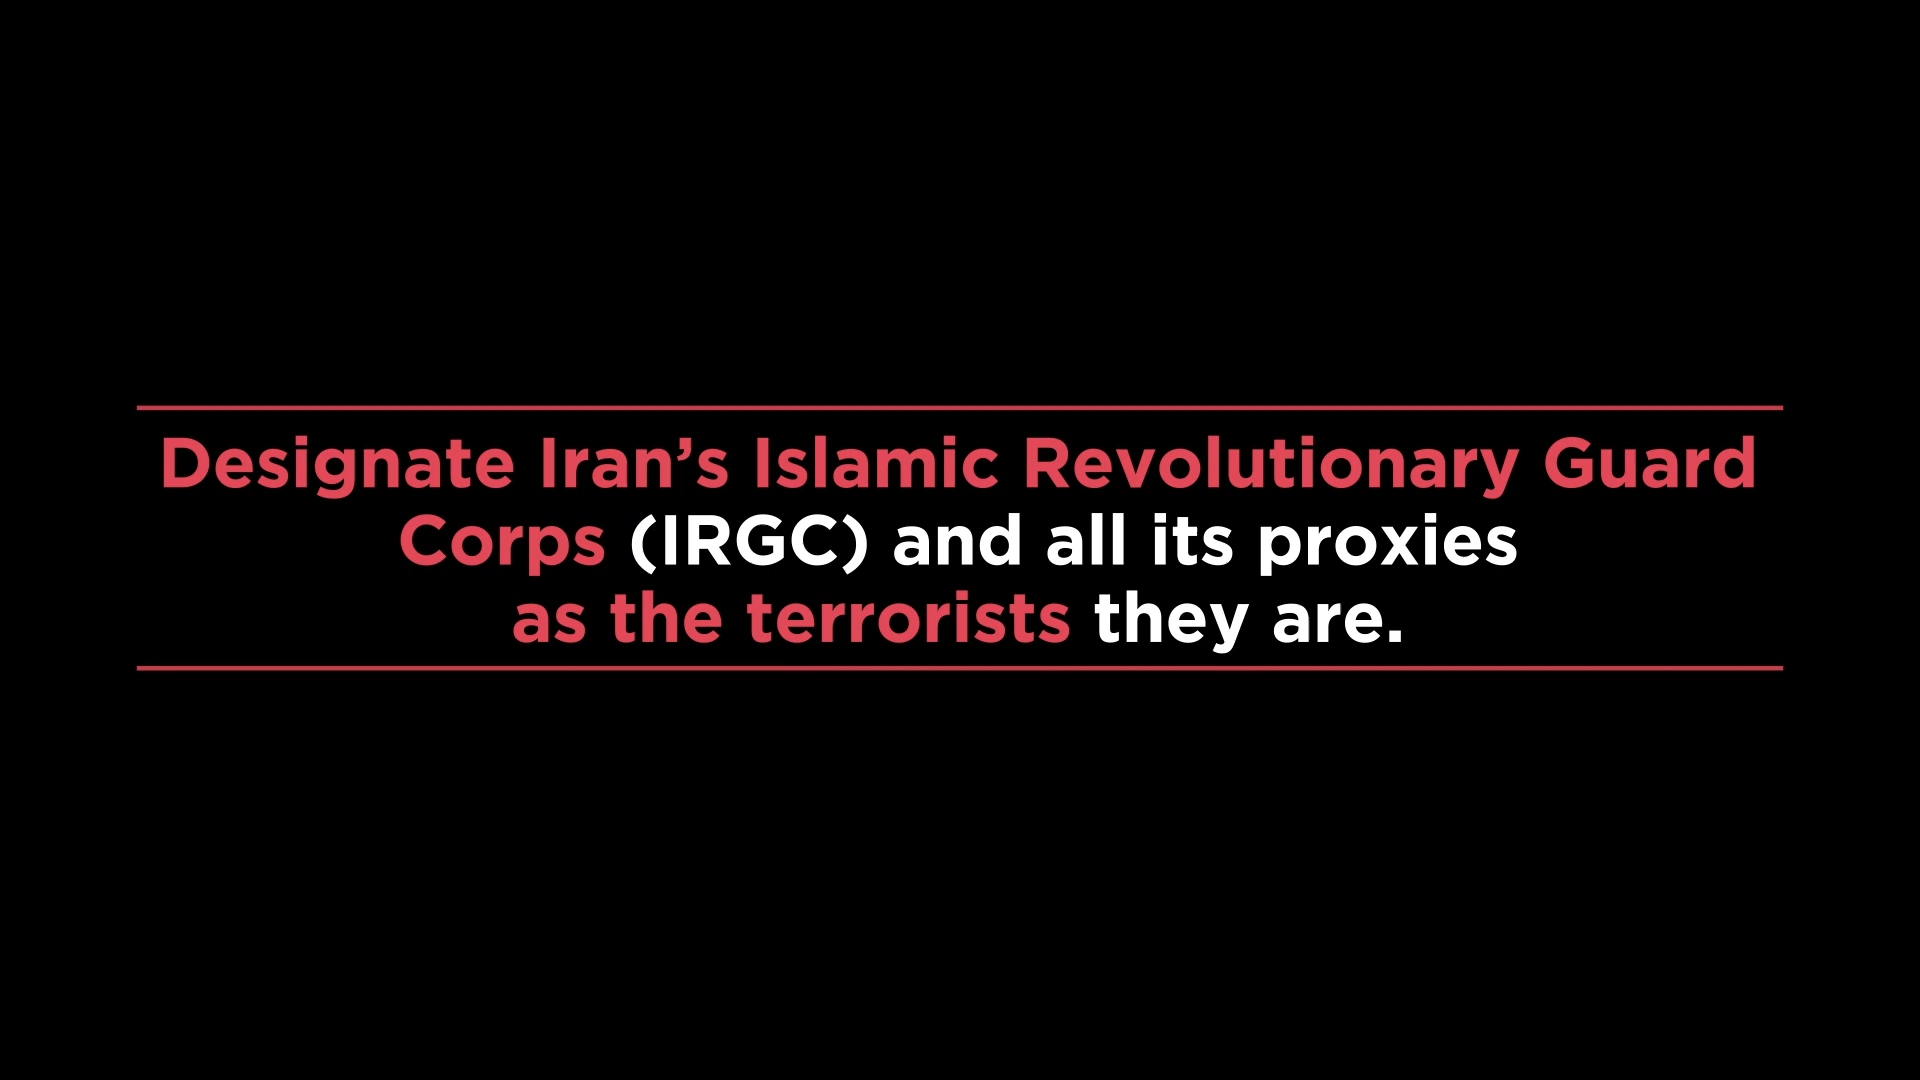 Designate Iran’s Islamic Revolutionary Guard
Corps (IRGC) and all its proxies
as the terrorists they are.